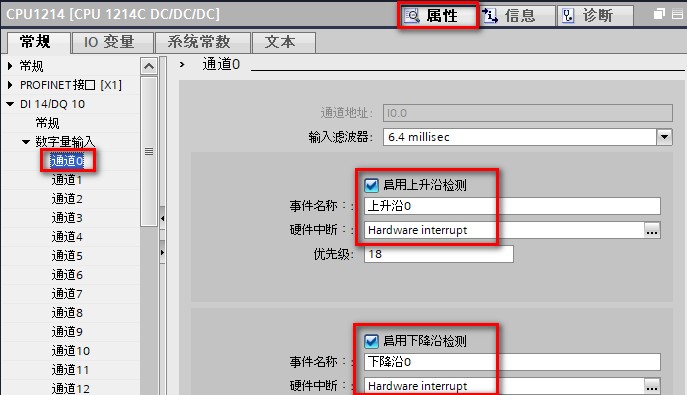 CPU1214 [CPU 1214C DC/DC/DC]
属性 信息 诊断
常规 IO 变量 系统常数 文本
常规
PROFINET接口 [X1]
DI 14/DQ 10
常规
数字量输入
通道0
通道1
通道2
通道3
通道4
通道5
通道6
通道7
通道8
通道9
通道10
通道11
通道12
> 通道0
通道地址: I0.0
输入滤波器: 6.4 millisec
启用上升沿检测
事件名称:: 上升沿0
硬件中断:: Hardware interrupt ...
优先级: 18
启用下降沿检测
事件名称:: 下降沿0
硬件中断:: Hardware interrupt ...